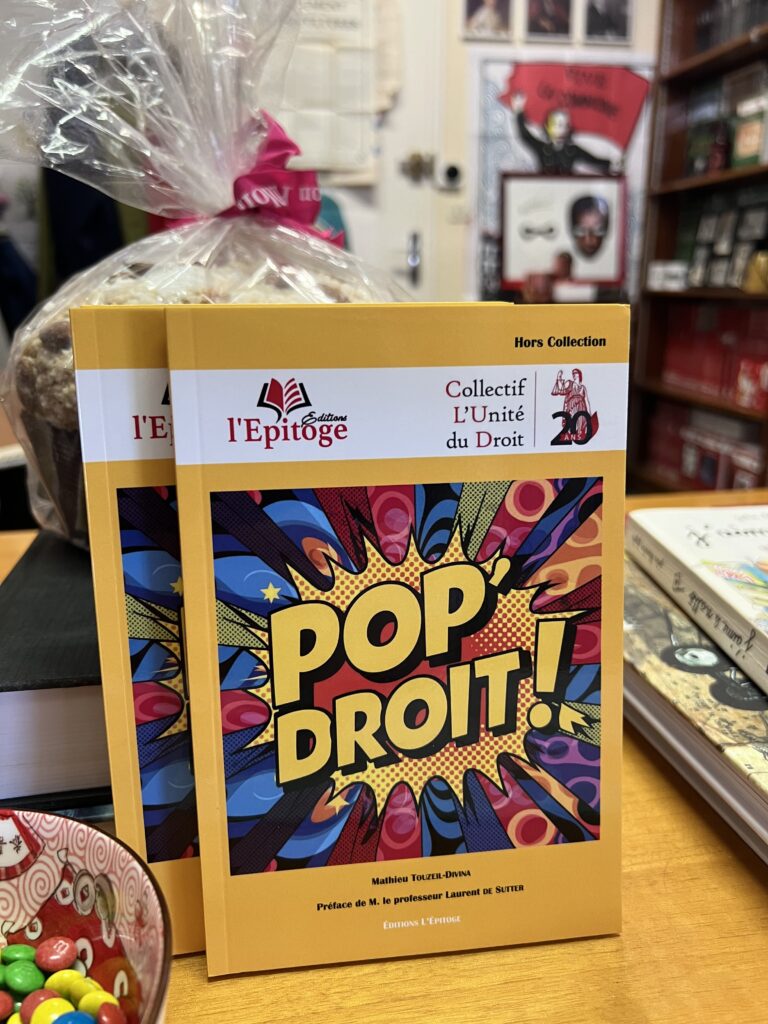 Hors Collection
Editions
l'Epitoge
Collectif
L'Unité
du Droit
20
ANS
POP'
DROIT!
Mathieu Touzeil-Divina
Préface de M. le professeur Laurent de Sutter
Éditions L'Épitoge
l'Ep